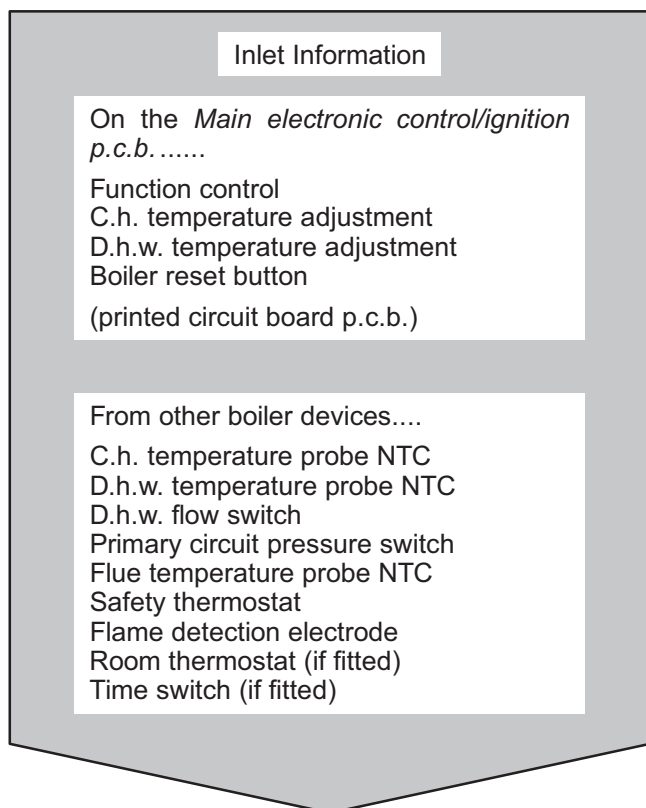 Inlet Information
On the Main electronic control/ignition
p.c.b. ......
Function control
C.h. temperature adjustment
D.h.w. temperature adjustment
Boiler reset button
(printed circuit board p.c.b.)
From other boiler devices....
C.h. temperature probe NTC
D.h.w. temperature probe NTC
D.h.w. flow switch
Primary circuit pressure switch
Flue temperature probe NTC
Safety thermostat
Flame detection electrode
Room thermostat (if fitted)
Time switch (if fitted)